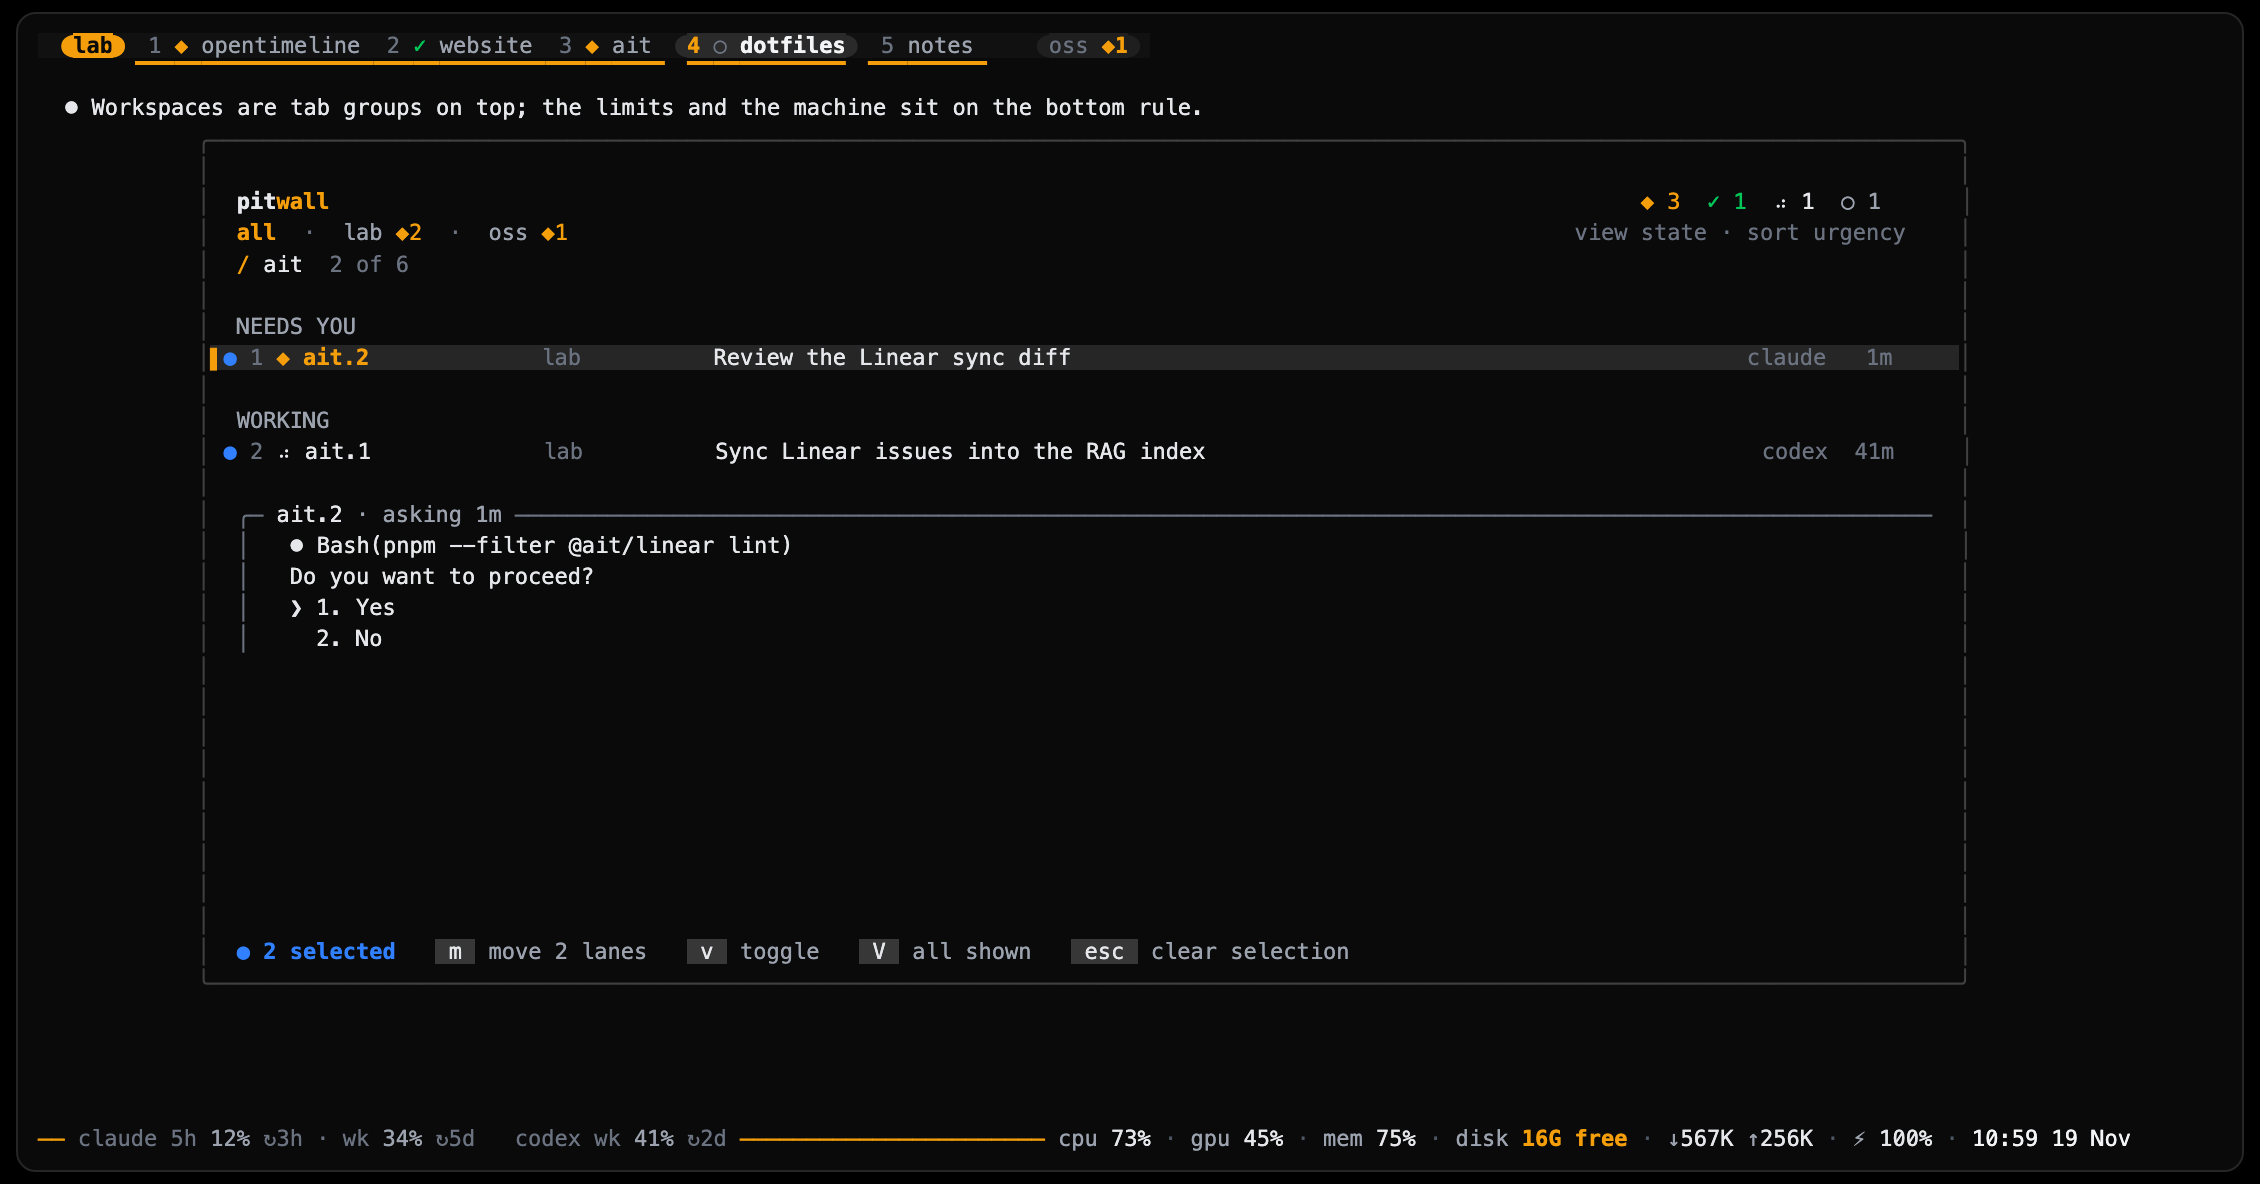 lab 1 ◆ opentimeline 2 ✓ website 3 ◆ ait 4 ○ dotfiles 5 notes oss ◆1
● Workspaces are tab groups on top; the limits and the machine sit on the bottom rule.
pitwall ◆ 3 ✓ 1 ⠴ 1 ○ 1
all · lab ◆2 · oss ◆1 view state · sort urgency
/ ait 2 of 6
NEEDS YOU
● 1 ◆ ait.2 lab Review the Linear sync diff claude 1m
WORKING
● 2 ⠴ ait.1 lab Sync Linear issues into the RAG index codex 41m
ait.2 · asking 1m
● Bash(pnpm --filter @ait/linear lint)
Do you want to proceed?
❯ 1. Yes
2. No
● 2 selected m move 2 lanes v toggle V all shown esc clear selection
claude 5h 12% ↻3h · wk 34% ↻5d codex wk 41% ↻2d cpu 73% · gpu 45% · mem 75% · disk 16G free · ↓567K ↑256K · ⚡ 100% · 10:59 19 Nov